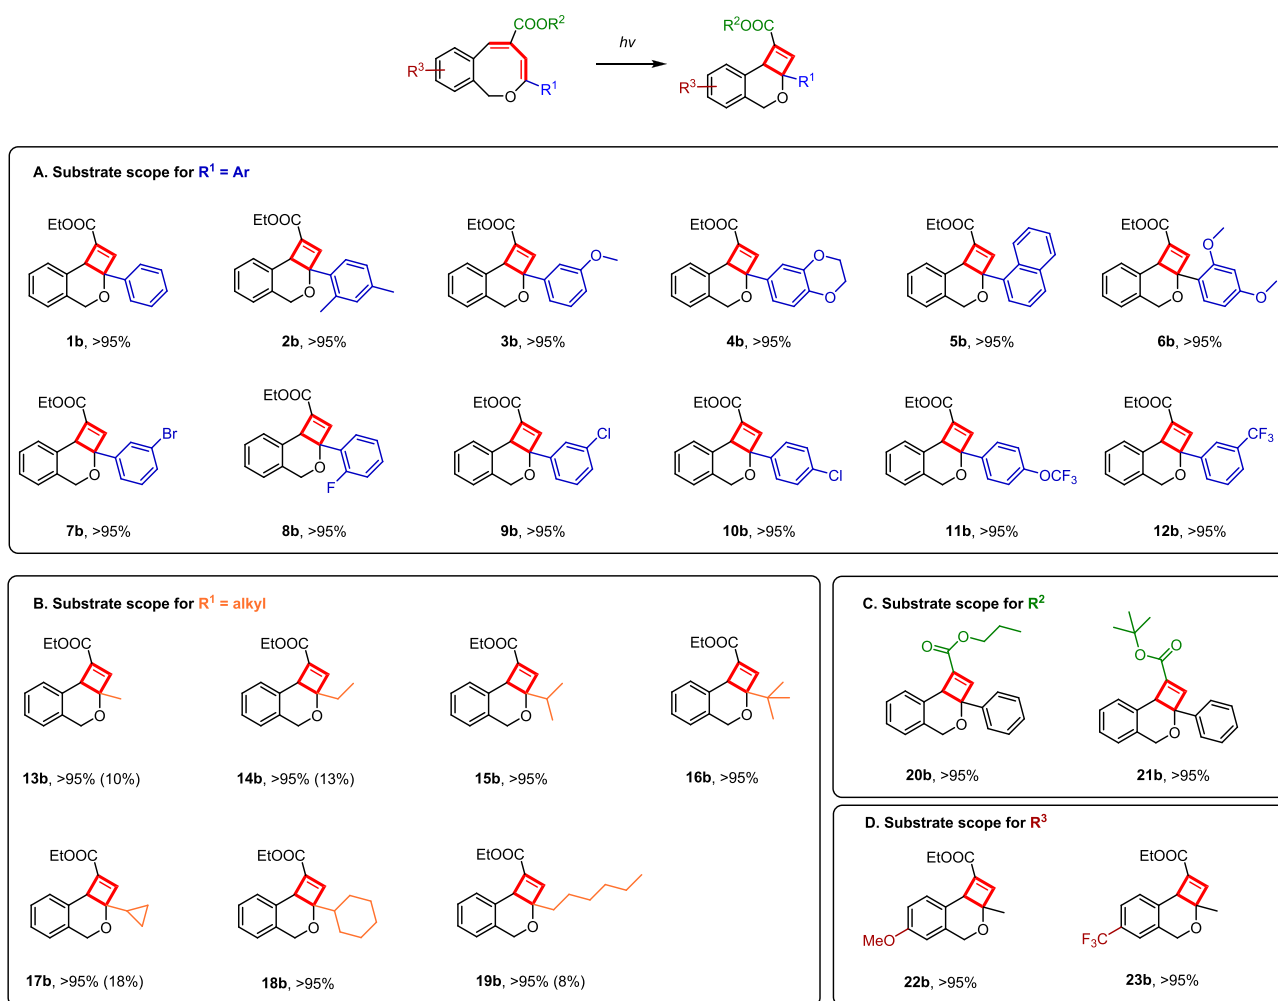 COOR²
R³
O
R¹
hv
R²OOC
R³
R¹
O
A. Substrate scope for R¹ = Ar
EtOOC
O
1b, >95%
EtOOC
O
2b, >95%
EtOOC
O
O
3b, >95%
EtOOC
O
O
O
4b, >95%
EtOOC
O
5b, >95%
EtOOC
O
O
O
6b, >95%
EtOOC
Br
O
7b, >95%
EtOOC
O
F
8b, >95%
EtOOC
Cl
O
9b, >95%
EtOOC
O
Cl
10b, >95%
EtOOC
O
OCF₃
11b, >95%
EtOOC
CF₃
O
12b, >95%
B. Substrate scope for R¹ = alkyl
EtOOC
O
13b, >95% (10%)
EtOOC
O
14b, >95% (13%)
EtOOC
O
15b, >95%
EtOOC
O
16b, >95%
EtOOC
O
17b, >95% (18%)
EtOOC
O
18b, >95%
EtOOC
O
19b, >95% (8%)
C. Substrate scope for R²
O
O
O
20b, >95%
O
O
O
21b, >95%
D. Substrate scope for R³
EtOOC
O
MeO
22b, >95%
EtOOC
O
F₃C
23b, >95%